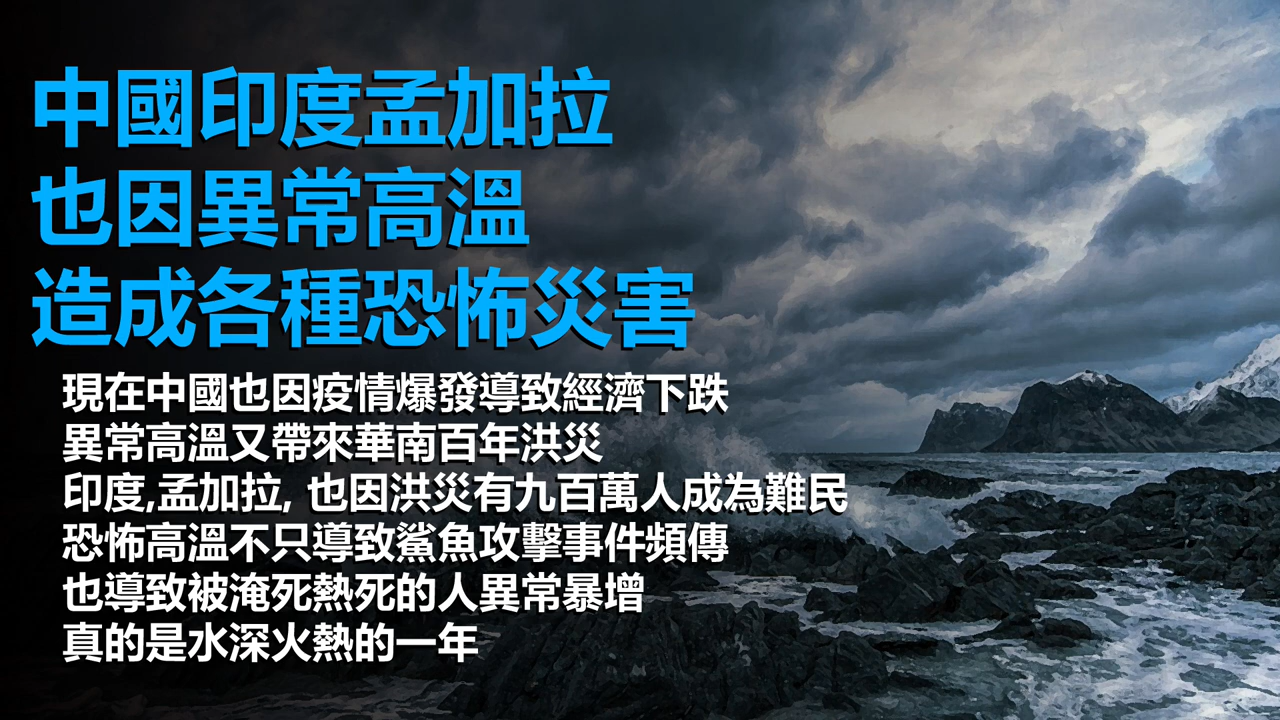 中國印度孟加拉
也因異常高溫
造成各種恐怖災害
現在中國也因疫情爆發導致經濟下跌
異常高溫又帶來華南百年洪災
印度,孟加拉, 也因洪災有九百萬人成為難民
恐怖高溫不只導致鯊魚攻擊事件頻傳
也導致被淹死熱死的人異常暴增
真的是水深火熱的一年